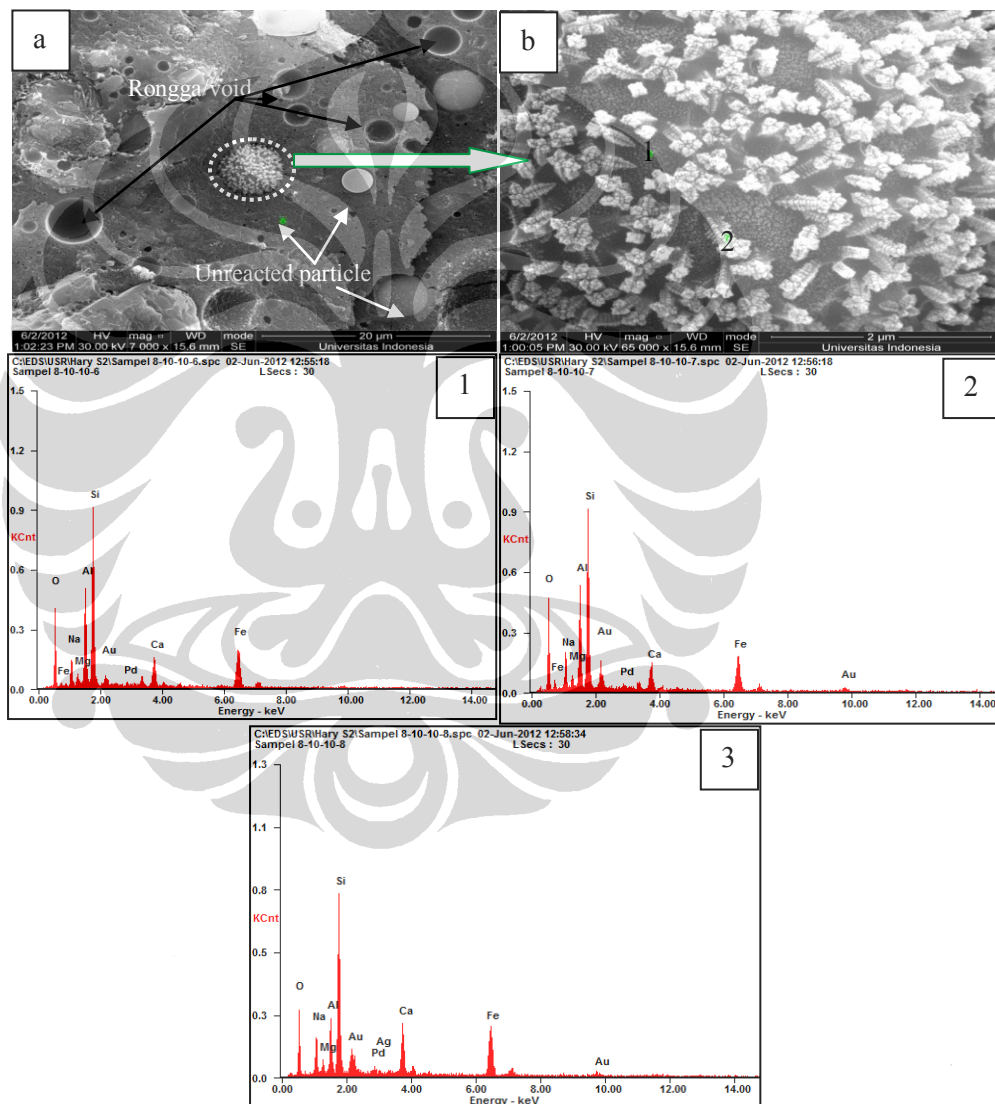 a
Rongga/void
Unreacted particle
6/2/2012 HV mag WD mode 20 µm
1:02:23 PM 30.00 kV 7 000 x 15.6 mm SE Universitas Indonesia
b
1
2
6/2/2012 HV mag WD mode 2 µm
1:00:05 PM 30.00 kV 65 000 x 15.6 mm SE Universitas Indonesia
C:\EDS\USR\Hary S2\Sampel 8-10-10-6.spc 02-Jun-2012 12:55:18
Sampel 8-10-10-6 LSecs : 30
1
1.5
1.2
0.9
KCnt
0.6
0.3
0.0
O
Fe
Na
Mg
Al
Si
Au
Pd
Ca
Fe
0.00 2.00 4.00 6.00 8.00 10.00 12.00 14.00
Energy - keV
C:\EDS\USR\Hary S2\Sampel 8-10-10-7.spc 02-Jun-2012 12:56:18
Sampel 8-10-10-7 LSecs : 30
2
1.5
1.2
0.9
KCnt
0.6
0.3
0.0
O
Fe
Na
Mg
Al
Si
Au
Pd
Ca
Fe
Au
0.00 2.00 4.00 6.00 8.00 10.00 12.00 14.00
Energy - keV
C:\EDS\USR\Hary S2\Sampel 8-10-10-8.spc 02-Jun-2012 12:58:34
Sampel 8-10-10-8 LSecs : 30
3
1.3
1.1
0.8
KCnt
0.5
0.3
0.0
O
Na
Mg
Al
Si
Au
Pd
Ag
Ca
Fe
Au
0.00 2.00 4.00 6.00 8.00 10.00 12.00 14.00
Energy - keV